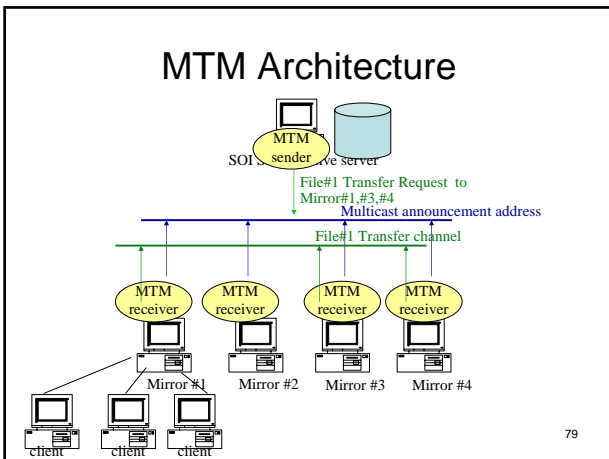 MTM Architecture
MTM
sender
SOI S ive server
File#1 Transfer Request to
Mirror#1,#3,#4
Multicast announcement address
File#1 Transfer channel
MTM
receiver
MTM
receiver
MTM
receiver
MTM
receiver
Mirror #1
Mirror #2
Mirror #3
Mirror #4
client
client
client
79